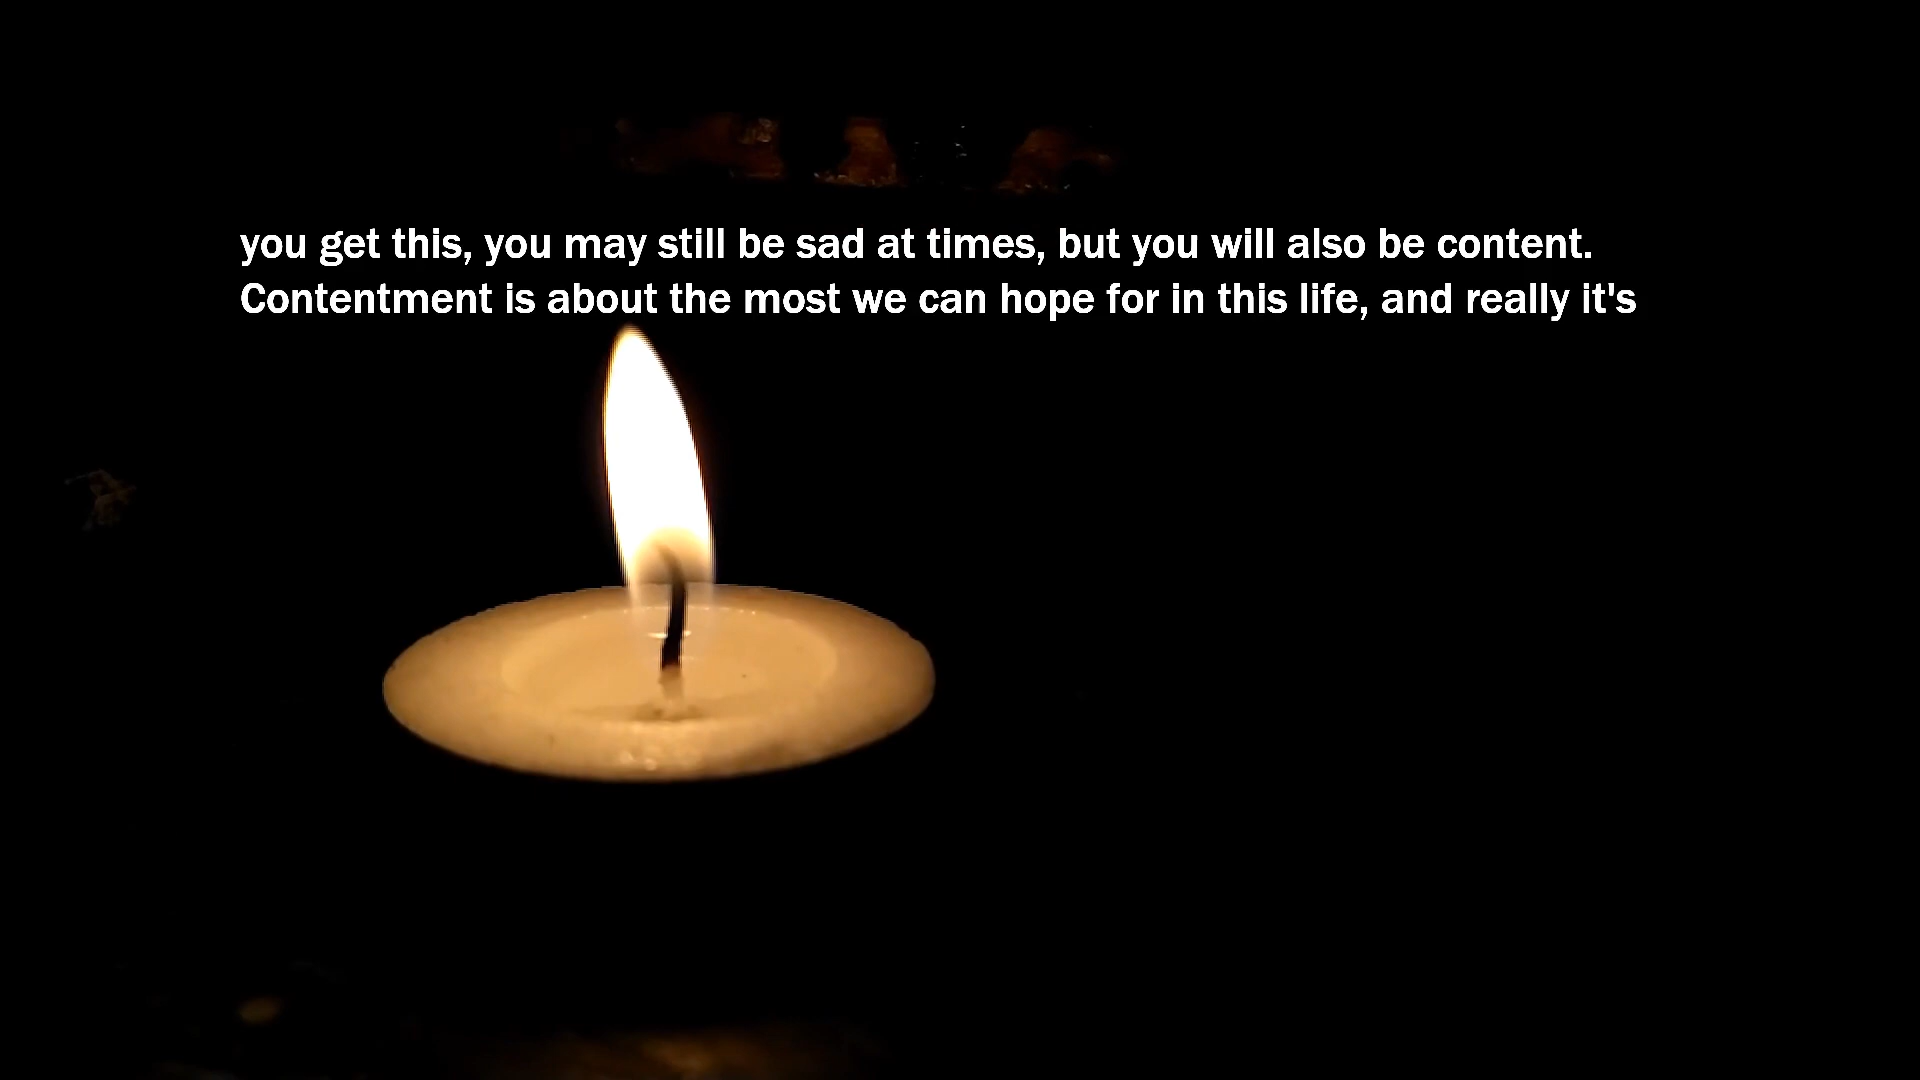 you get this, you may still be sad at times, but you will also be content.
Contentment is about the most we can hope for in this life, and really it's